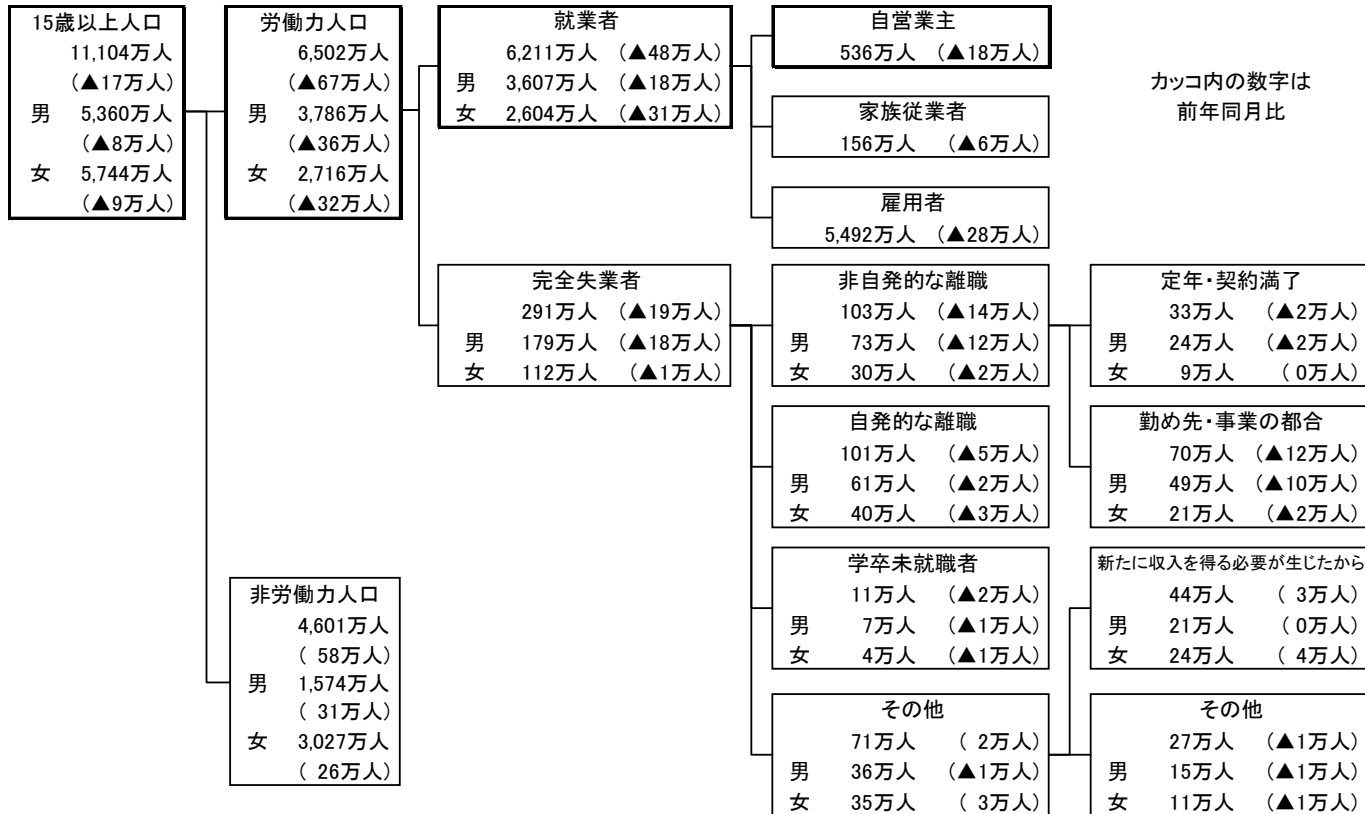 15歳以上人口
11,104万人
(▲17万人)
男 5,360万人
(▲8万人)
女 5,744万人
(▲9万人)
労働力人口
6,502万人
(▲67万人)
男 3,786万人
(▲36万人)
女 2,716万人
(▲32万人)
就業者
6,211万人 (▲48万人)
男 3,607万人 (▲18万人)
女 2,604万人 (▲31万人)
自営業主
536万人 (▲18万人)
家族従業者
156万人 (▲6万人)
雇用者
5,492万人 (▲28万人)
カッコ内の数字は
前年同月比
完全失業者
291万人 (▲19万人)
男 179万人 (▲18万人)
女 112万人 (▲1万人)
非自発的な離職
103万人 (▲14万人)
男 73万人 (▲12万人)
女 30万人 (▲2万人)
定年・契約満了
33万人 (▲2万人)
男 24万人 (▲2万人)
女 9万人 ( 0万人)
勤め先・事業の都合
70万人 (▲12万人)
男 49万人 (▲10万人)
女 21万人 (▲2万人)
自発的な離職
101万人 (▲5万人)
男 61万人 (▲2万人)
女 40万人 (▲3万人)
学卒未就職者
11万人 (▲2万人)
男 7万人 (▲1万人)
女 4万人 (▲1万人)
その他
71万人 ( 2万人)
男 36万人 (▲1万人)
女 35万人 ( 3万人)
新たに収入を得る必要が生じたから
44万人 ( 3万人)
男 21万人 ( 0万人)
女 24万人 ( 4万人)
その他
27万人 (▲1万人)
男 15万人 (▲1万人)
女 11万人 (▲1万人)
非労働力人口
4,601万人
( 58万人)
男 1,574万人
( 31万人)
女 3,027万人
( 26万人)